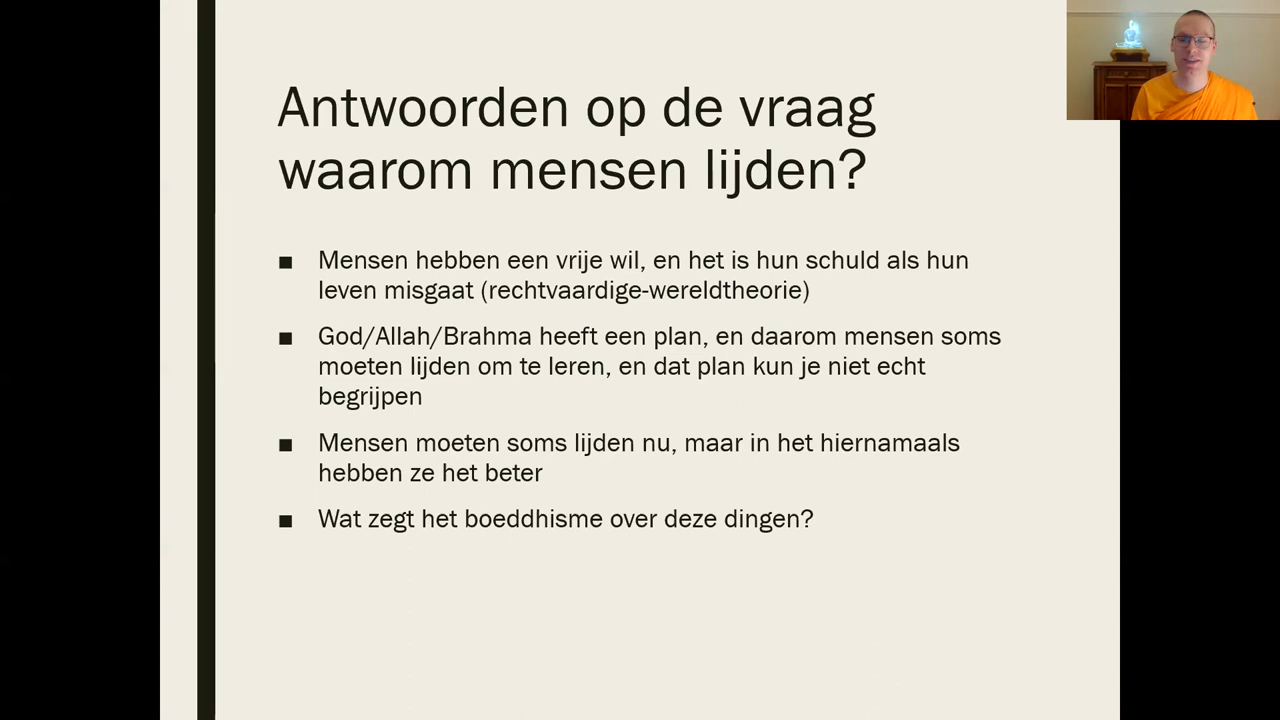 Antwoorden op de vraag
waarom mensen lijden?
■ Mensen hebben een vrije wil, en het is hun schuld als hun
leven misgaat (rechtvaardige-wereldtheorie)
■ God/Allah/Brahma heeft een plan, en daarom mensen soms
moeten lijden om te leren, en dat plan kun je niet echt
begrijpen
■ Mensen moeten soms lijden nu, maar in het hiernamaals
hebben ze het beter
■ Wat zegt het boeddhisme over deze dingen?